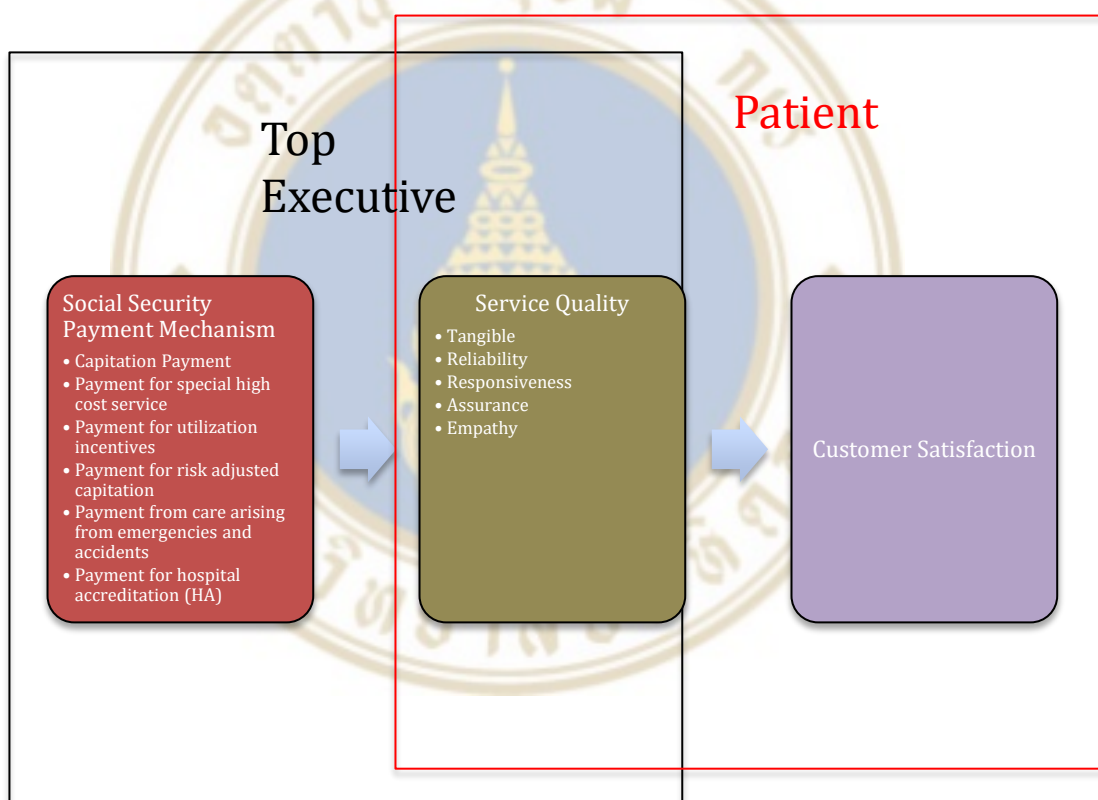 Top
Executive
Patient
Social Security
Payment Mechanism
• Capitation Payment
• Payment for special high
cost service
• Payment for utilization
incentives
• Payment for risk adjusted
capitation
• Payment from care arising
from emergencies and
accidents
• Payment for hospital
accreditation (HA)
Service Quality
• Tangible
• Reliability
• Responsiveness
• Assurance
• Empathy
Customer Satisfaction